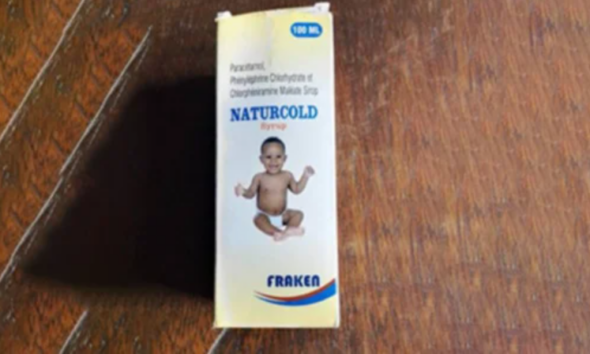 100 ML
Paracetamol,
Phenylephrine Chlorhydrate et
Chlorpheniramine Maleate Sirop
NATURCOLD
Syrup
FRAKEN